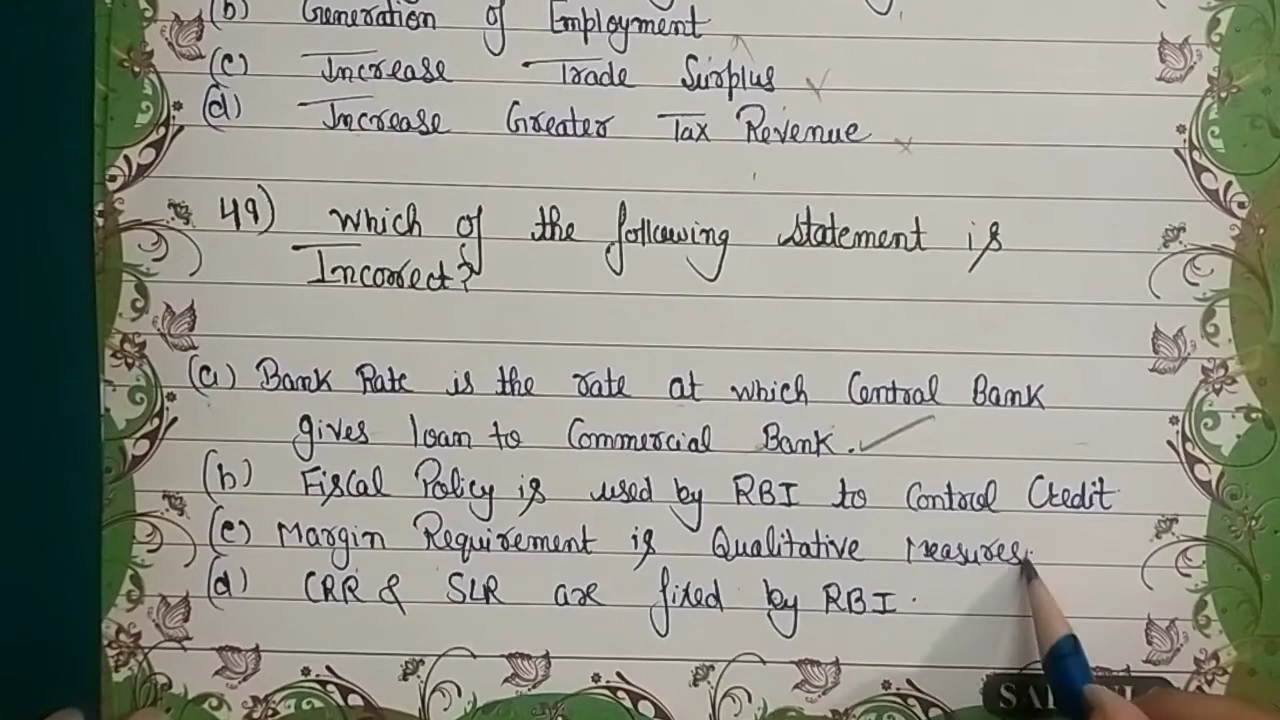 (b) Generation of Employment
(c) Increase Trade Surplus
(d) Increase Greater Tax Revenue
49) Which of the following statement is
Incorrect?
(a) Bank Rate is the rate at which Central Bank
gives loan to Commercial Bank.
(b) Fiscal Policy is used by RBI to Control Credit
(c) Margin Requirement is Qualitative Measures.
(d) CRR & SLR are fixed by RBI.